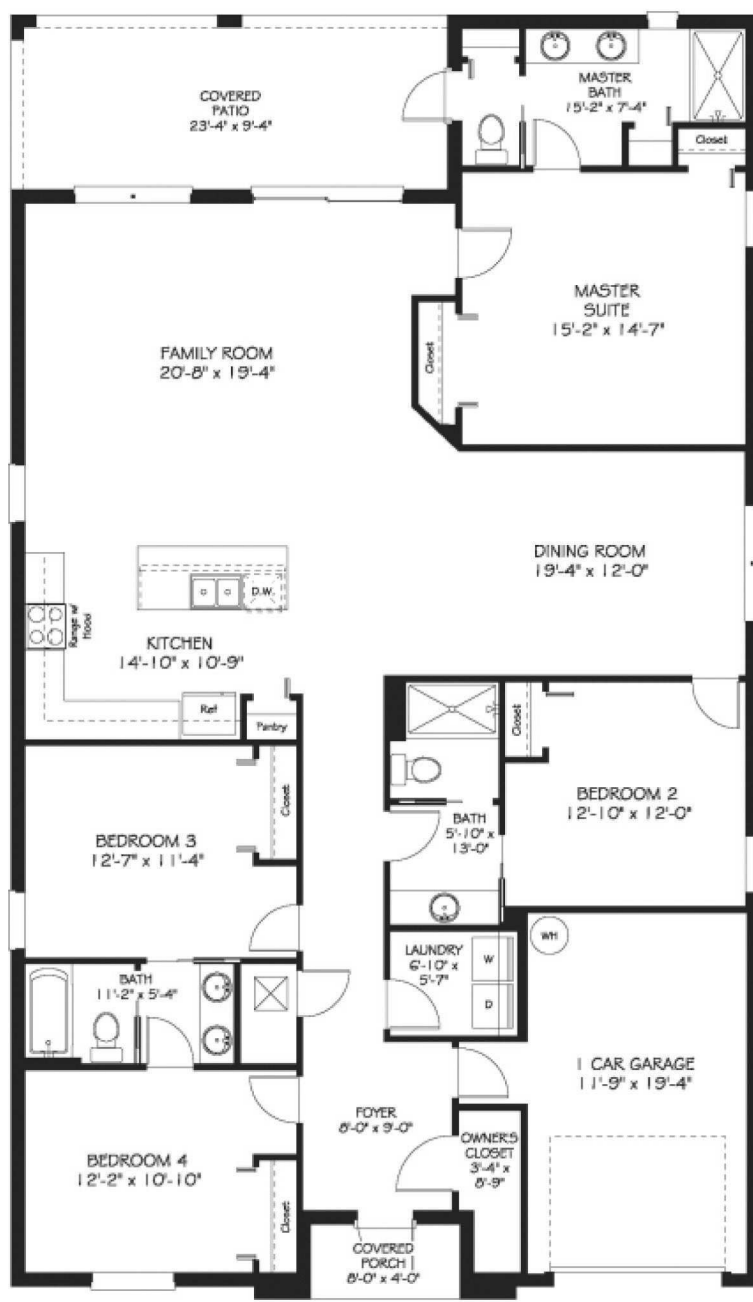 COVERED
PATIO
23'-4" x 9'-4"
MASTER
BATH
15'-2" x 7'-4"
Closet
MASTER
SUITE
15'-2" x 14'-7"
Closet
FAMILY ROOM
20'-8" x 19'-4"
DINING ROOM
19'-4" x 12'-0"
D.W.
Range w/
Hood
KITCHEN
14'-10" x 10'-9"
Ref
Pantry
Closet
BEDROOM 2
12'-10" x 12'-0"
BATH
5'-10" x
13'-0"
Closet
BEDROOM 3
12'-7" x 11'-4"
LAUNDRY
6'-10" x
5'-7"
W
D
WH
BATH
11'-2" x 5'-4"
1 CAR GARAGE
11'-9" x 19'-4"
FOYER
8'-0" x 9'-0"
OWNERS
CLOSET
3'-4" x
8'-9"
BEDROOM 4
12'-2" x 10'-10"
Closet
COVERED
PORCH
8'-0" x 4'-0"